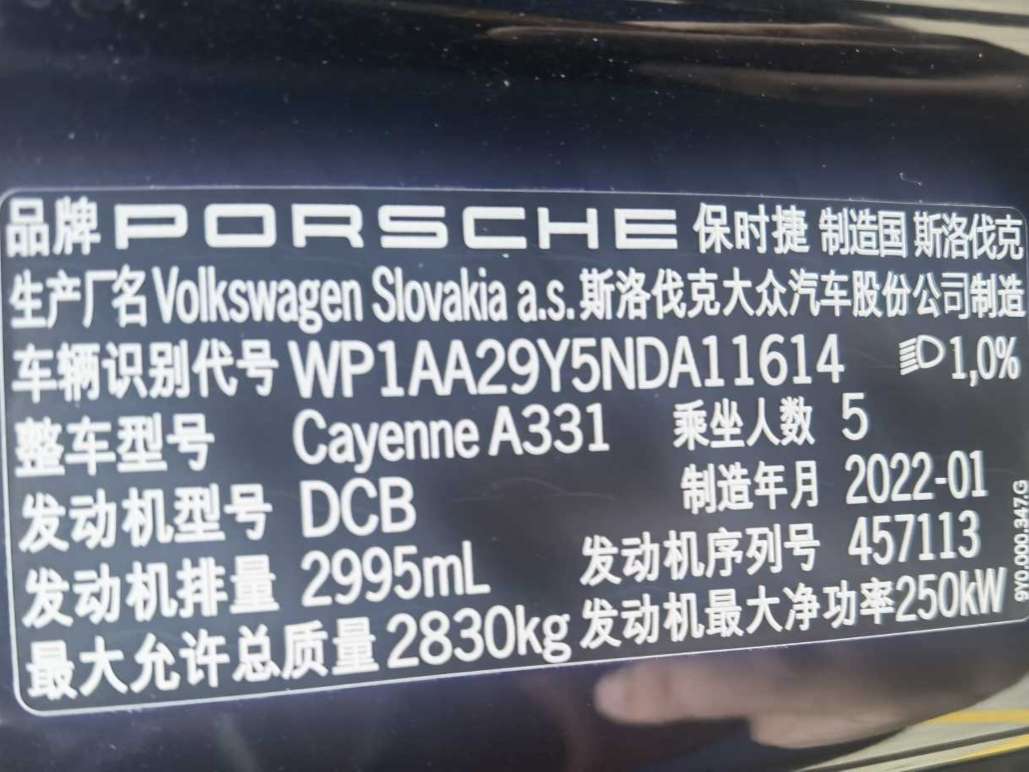 品牌 PORSCHE 保时捷 制造国 斯洛伐克
生产厂名 Volkswagen Slovakia a.s. 斯洛伐克大众汽车股份公司制造
车辆识别代号 WP1AA29Y5NDA11614 1,0%
整车型号 Cayenne A331 乘坐人数 5
发动机型号 DCB 制造年月 2022-01
发动机排量 2995mL 发动机序列号 457113
最大允许总质量 2830kg 发动机最大净功率 250kW
9Y0.000.347.G